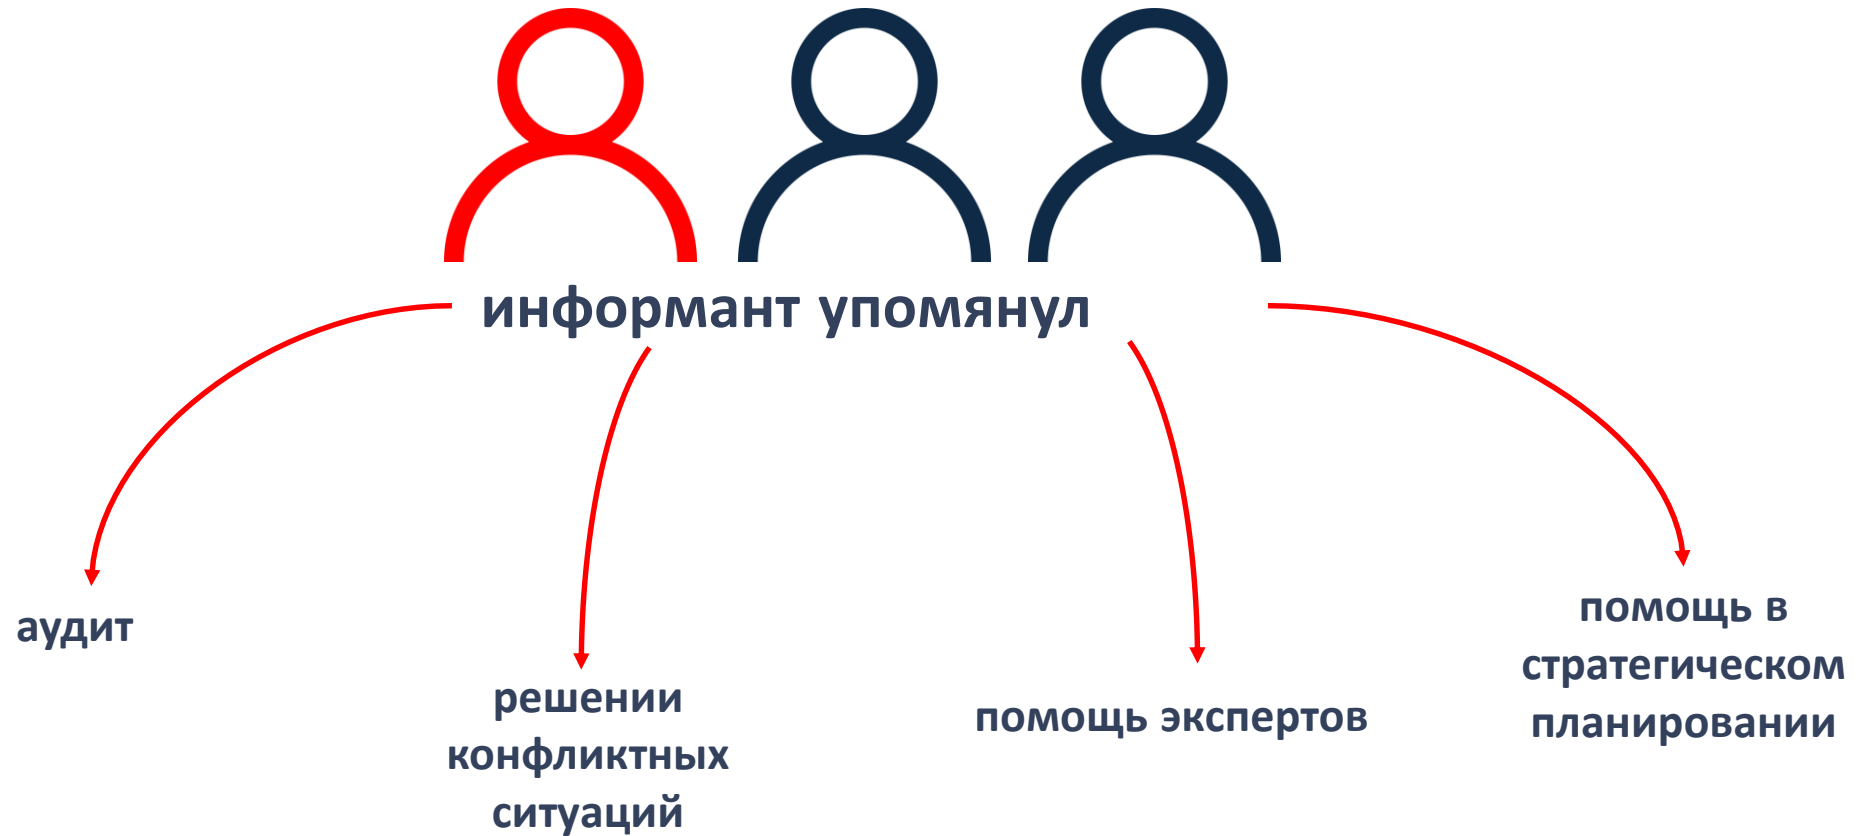 информант упомянул
аудит
решении
конфликтных
ситуаций
помощь экспертов
помощь в
стратегическом
планировании